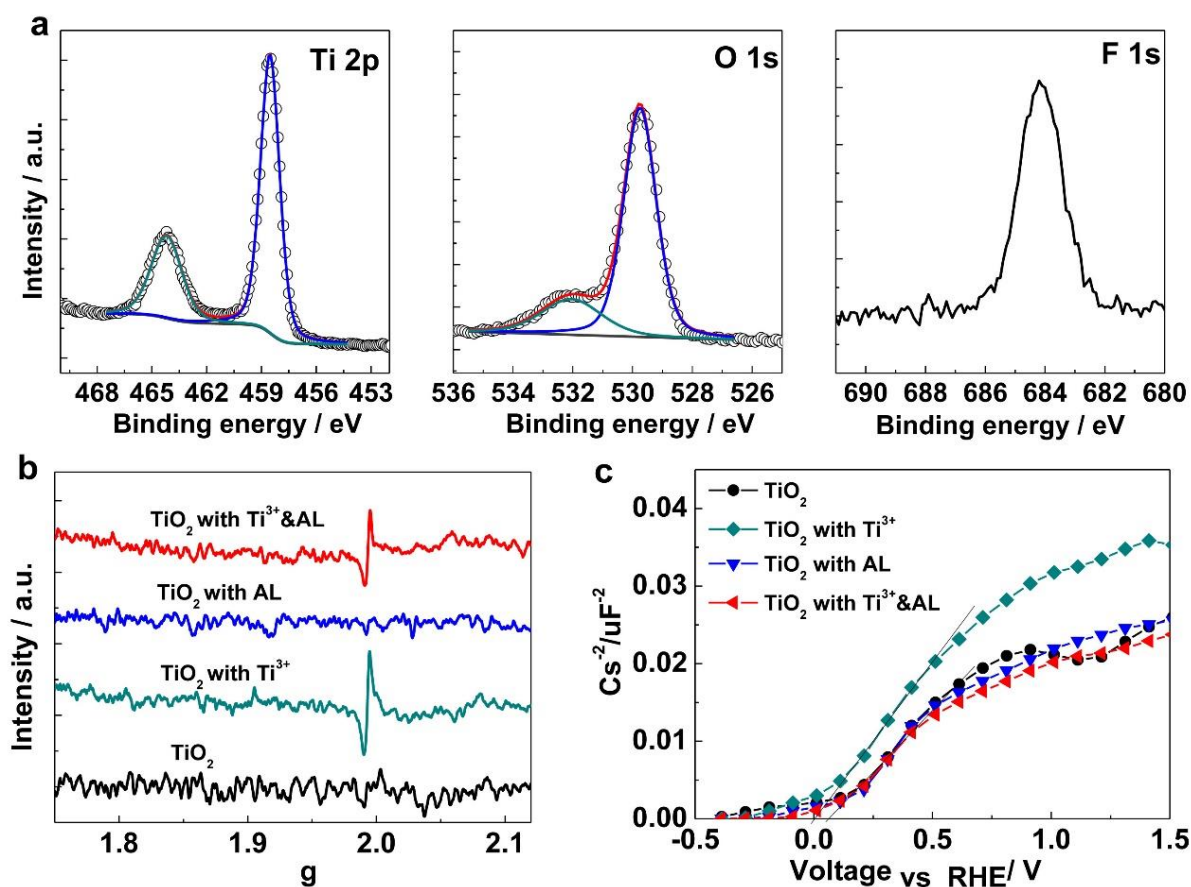 a
Ti 2p
O 1s
F 1s
Intensity / a.u.
468 465 462 459 456 453
536 534 532 530 528 526
690 688 686 684 682 680
Binding energy / eV
Binding energy / eV
Binding energy / eV
b
TiO₂ with Ti³⁺&AL
TiO₂ with AL
TiO₂ with Ti³⁺
TiO₂
Intensity / a.u.
1.8 1.9 2.0 2.1
g
c
TiO₂
TiO₂ with Ti³⁺
TiO₂ with AL
TiO₂ with Ti³⁺&AL
Cs⁻²/uF⁻²
0.04
0.03
0.02
0.01
0.00
-0.5 0.0 0.5 1.0 1.5
Voltage vs RHE/ V